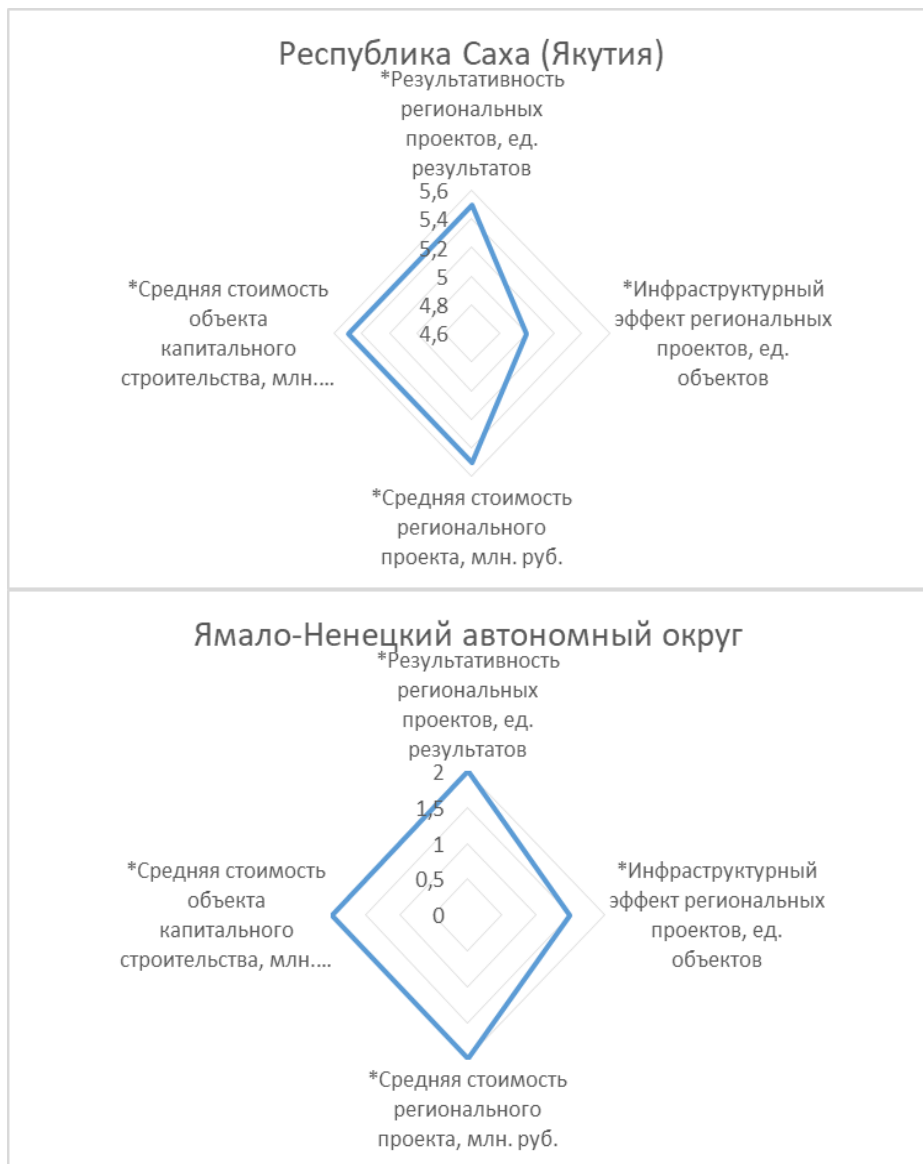 Республика Саха (Якутия)
*Результативность
региональных
проектов, ед.
результатов
5,6
5,4
5,2
5
4,8
4,6
*Средняя стоимость
объекта
капитального
строительства, млн.…
*Инфраструктурный
эффект региональных
проектов, ед.
объектов
*Средняя стоимость
регионального
проекта, млн. руб.
Ямало-Ненецкий автономный округ
*Результативность
региональных
проектов, ед.
результатов
2
1,5
1
0,5
0
*Средняя стоимость
объекта
капитального
строительства, млн.…
*Инфраструктурный
эффект региональных
проектов, ед.
объектов
*Средняя стоимость
регионального
проекта, млн. руб.